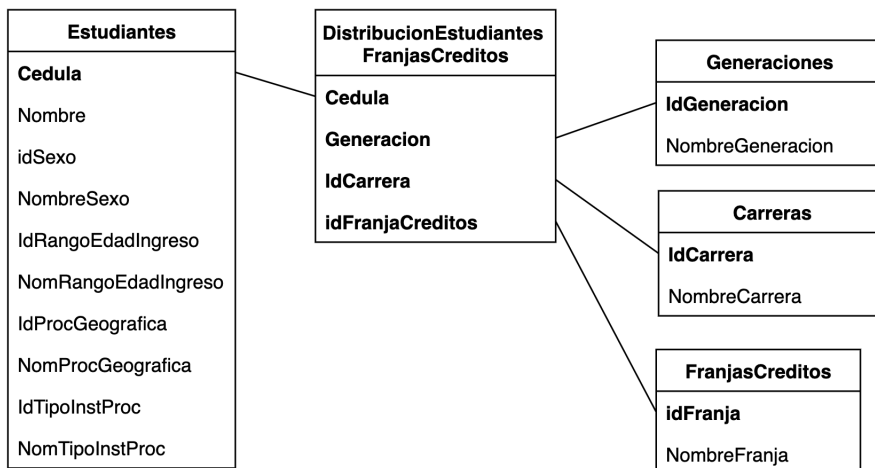 Estudiantes
Cedula
Nombre
idSexo
NombreSexo
IdRangoEdadIngreso
NomRangoEdadIngreso
IdProcGeografica
NomProcGeografica
IdTipoInstProc
NomTipoInstProc
DistribucionEstudiantes
FranjasCreditos
Cedula
Generacion
IdCarrera
idFranjaCreditos
Generaciones
IdGeneracion
NombreGeneracion
Carreras
IdCarrera
NombreCarrera
FranjasCreditos
idFranja
NombreFranja